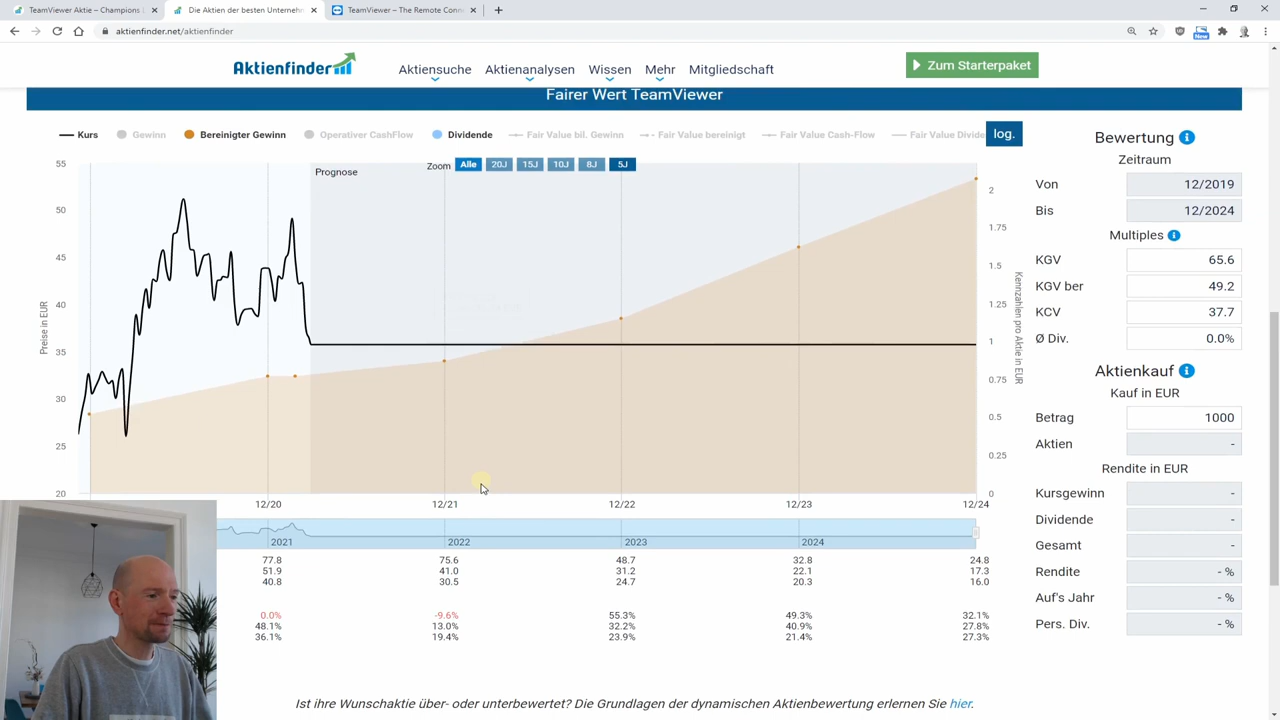 TeamViewer Aktie – Champions
Die Aktien der besten Unternehm
TeamViewer – The Remote Conn
aktienfinder.net/aktienfinder
New
Aktienfinder
Aktiensuche Aktienanalysen Wissen Mehr Mitgliedschaft
Zum Starterpaket
Fairer Wert TeamViewer
Kurs Gewinn Bereinigter Gewinn Operativer CashFlow Dividende Fair Value bil. Gewinn Fair Value bereinigt Fair Value Cash-Flow Fair Value Divide
log.
Prognose
Zoom Alle 20J 15J 10J 8J 5J
55
50
45
40
35
30
25
20
Preise in EUR
2
1.75
1.5
1.25
1
0.75
0.5
0.25
0
Kennzahlen pro Aktie in EUR
12/20 12/21 12/22 12/23 12/24
2021 2022 2023 2024
77.8 75.6 48.7 32.8 24.8
51.9 41.0 31.2 22.1 17.3
40.8 30.5 24.7 20.3 16.0
0.0% -9.6% 55.3% 49.3% 32.1%
48.1% 13.0% 32.2% 40.9% 27.8%
36.1% 19.4% 23.9% 21.4% 27.3%
Bewertung
Zeitraum
Von 12/2019
Bis 12/2024
Multiples
KGV 65.6
KGV ber 49.2
KCV 37.7
Ø Div. 0.0%
Aktienkauf
Kauf in EUR
Betrag 1000
Aktien -
Rendite in EUR
Kursgewinn -
Dividende -
Gesamt -
Rendite - %
Auf's Jahr - %
Pers. Div. - %
Ist ihre Wunschaktie über- oder unterbewertet? Die Grundlagen der dynamischen Aktienbewertung erlernen Sie hier.